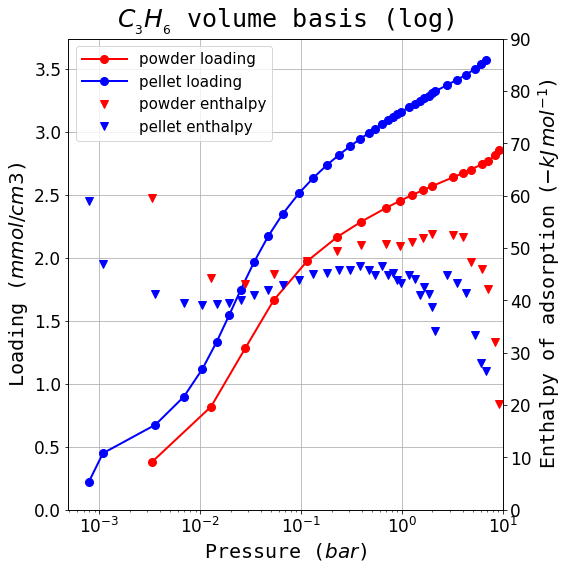 C₃H₆ volume basis (log)
powder loading
pellet loading
powder enthalpy
pellet enthalpy
Loading (mmol/cm3)
3.5
3.0
2.5
2.0
1.5
1.0
0.5
0.0
90
80
70
60
50
40
30
20
10
0
Enthalpy of adsorption (−kJmol⁻¹)
10⁻³ 10⁻² 10⁻¹ 10⁰ 10¹
Pressure (bar)